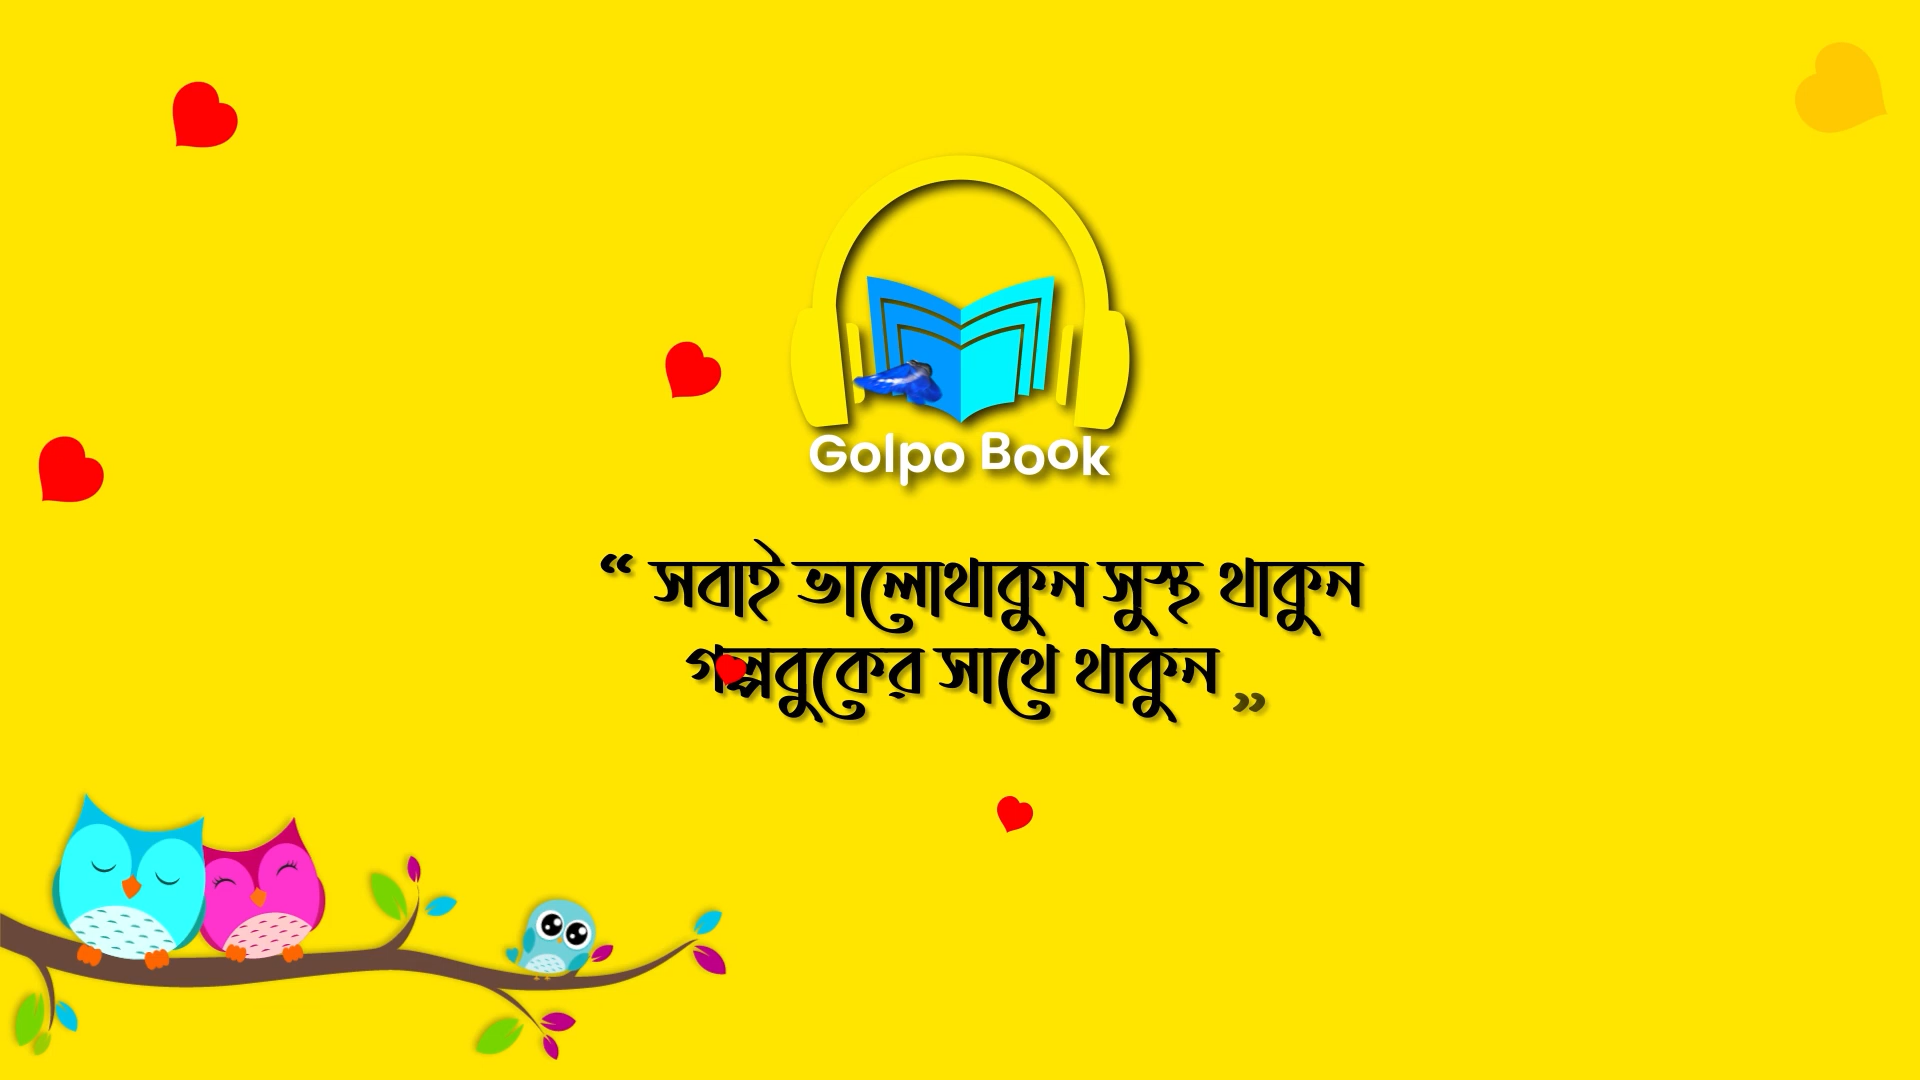 Golpo Book
“ সবাই ভালোথাকুন সুস্থ থাকুন
গল্পবুকের সাথে থাকুন ”